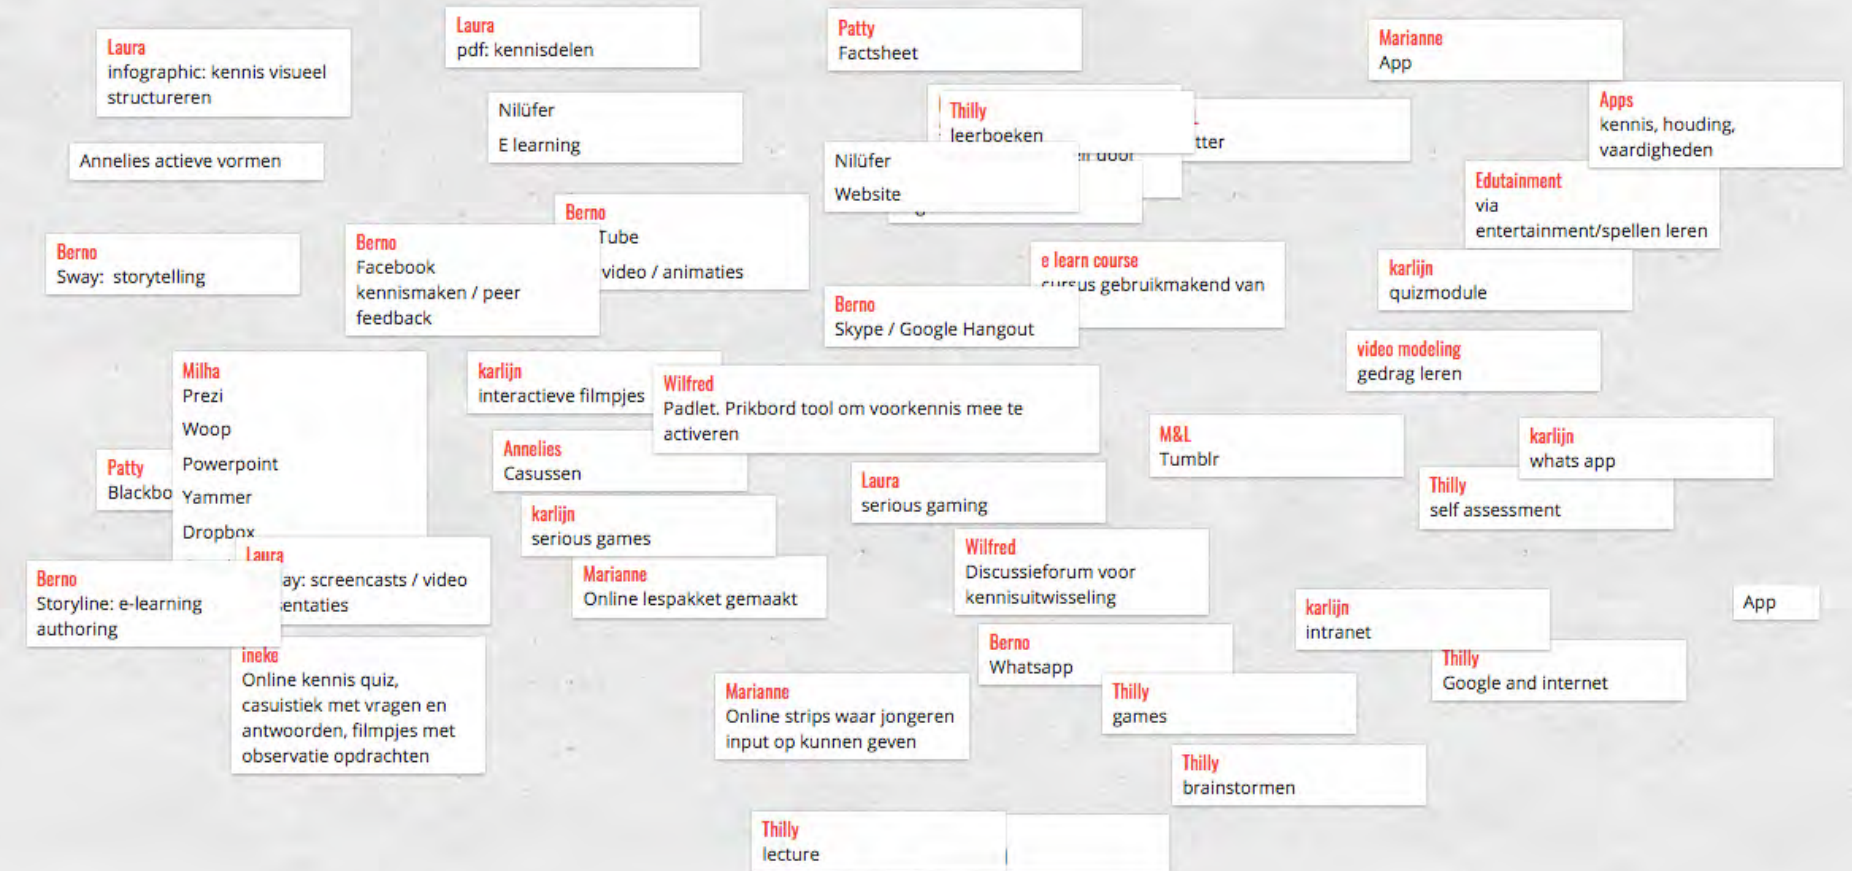 Laura
infographic: kennis visueel
structureren
Laura
pdf: kennisdelen
Patty
Factsheet
Marianne
App
Apps
kennis, houding,
vaardigheden
Nilüfer
E learning
Thilly
leerboeken
Annelies actieve vormen
Nilüfer
Website
Edutainment
via
entertainment/spellen leren
Berno
Tube
video / animaties
Berno
Sway: storytelling
Berno
Facebook
kennismaken / peer
feedback
e learn course
cursus gebruikmakend van
karlijn
quizmodule
Berno
Skype / Google Hangout
video modeling
gedrag leren
Milha
Prezi
Woop
Powerpoint
Yammer
Dropbox
karlijn
interactieve filmpjes
Wilfred
Padlet. Prikbord tool om voorkennis mee te
activeren
M&L
Tumblr
karlijn
whats app
Annelies
Casussen
Patty
Laura
serious gaming
Thilly
self assessment
karlijn
serious games
Wilfred
Discussieforum voor
kennisuitwisseling
Laura
screencasts / video
Berno
Storyline: e-learning
authoring
Marianne
Online lespakket gemaakt
karlijn
intranet
App
Berno
Whatsapp
ineke
Online kennis quiz,
casuistiek met vragen en
antwoorden, filmpjes met
observatie opdrachten
Thilly
Google and internet
Marianne
Online strips waar jongeren
input op kunnen geven
Thilly
games
Thilly
brainstormen
Thilly
lecture